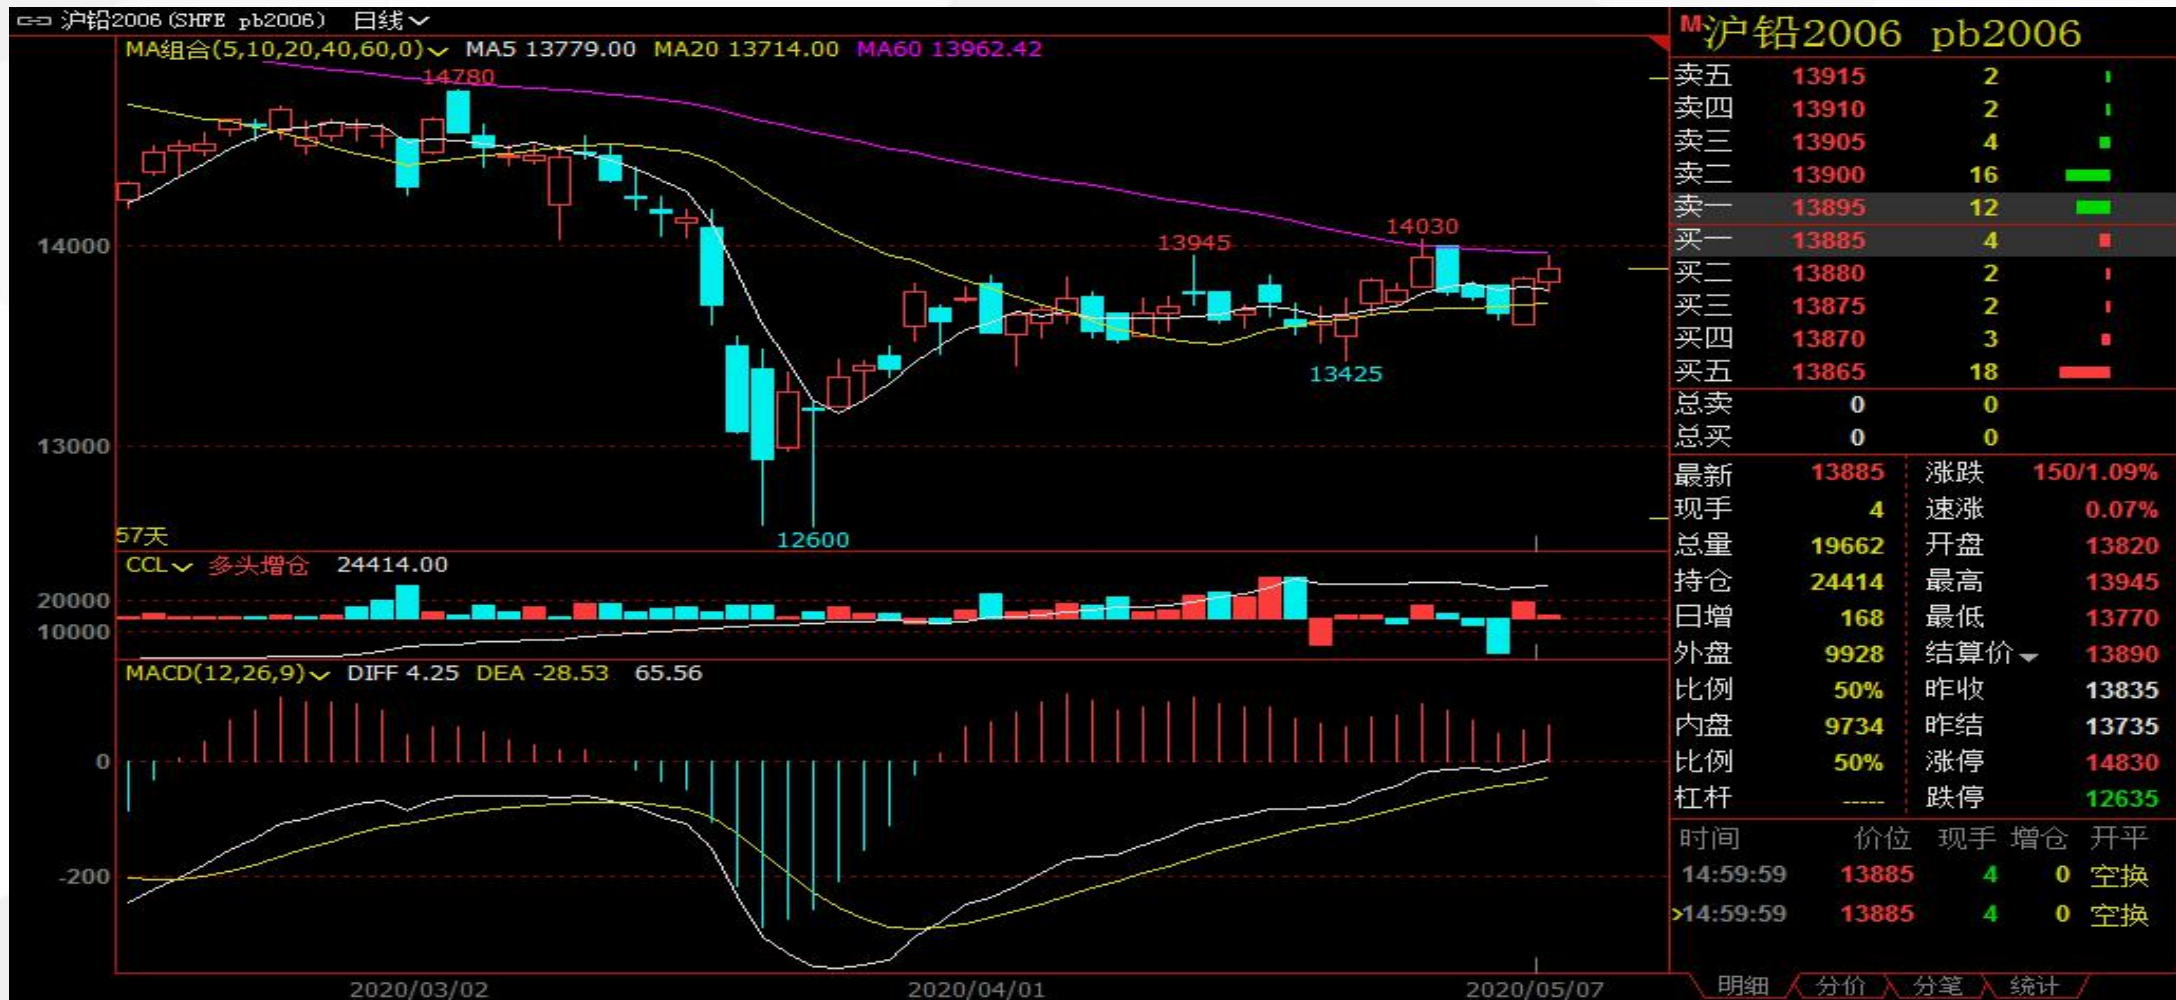 沪铅2006(SHFE pb2006) 日线
MA组合(5,10,20,40,60,0) MA5 13779.00 MA20 13714.00 MA60 13962.42
14780
14000
13945
14030
13425
13000
12600
57天
CCL 多头增仓 24414.00
20000
10000
MACD(12,26,9) DIFF 4.25 DEA -28.53 65.56
0
-200
2020/03/02 2020/04/01 2020/05/07
M沪铅2006 pb2006
卖五 13915 2
卖四 13910 2
卖三 13905 4
卖二 13900 16
卖一 13895 12
买一 13885 4
买二 13880 2
买三 13875 2
买四 13870 3
买五 13865 18
总卖 0 0
总买 0 0
最新 13885 涨跌 150/1.09%
现手 4 速涨 0.07%
总量 19662 开盘 13820
持仓 24414 最高 13945
日增 168 最低 13770
外盘 9928 结算价 13890
比例 50% 昨收 13835
内盘 9734 昨结 13735
比例 50% 涨停 14830
杠杆 ----- 跌停 12635
时间 价位 现手 增仓 开平
14:59:59 13885 4 0 空换
>14:59:59 13885 4 0 空换
明细 分价 分笔 统计